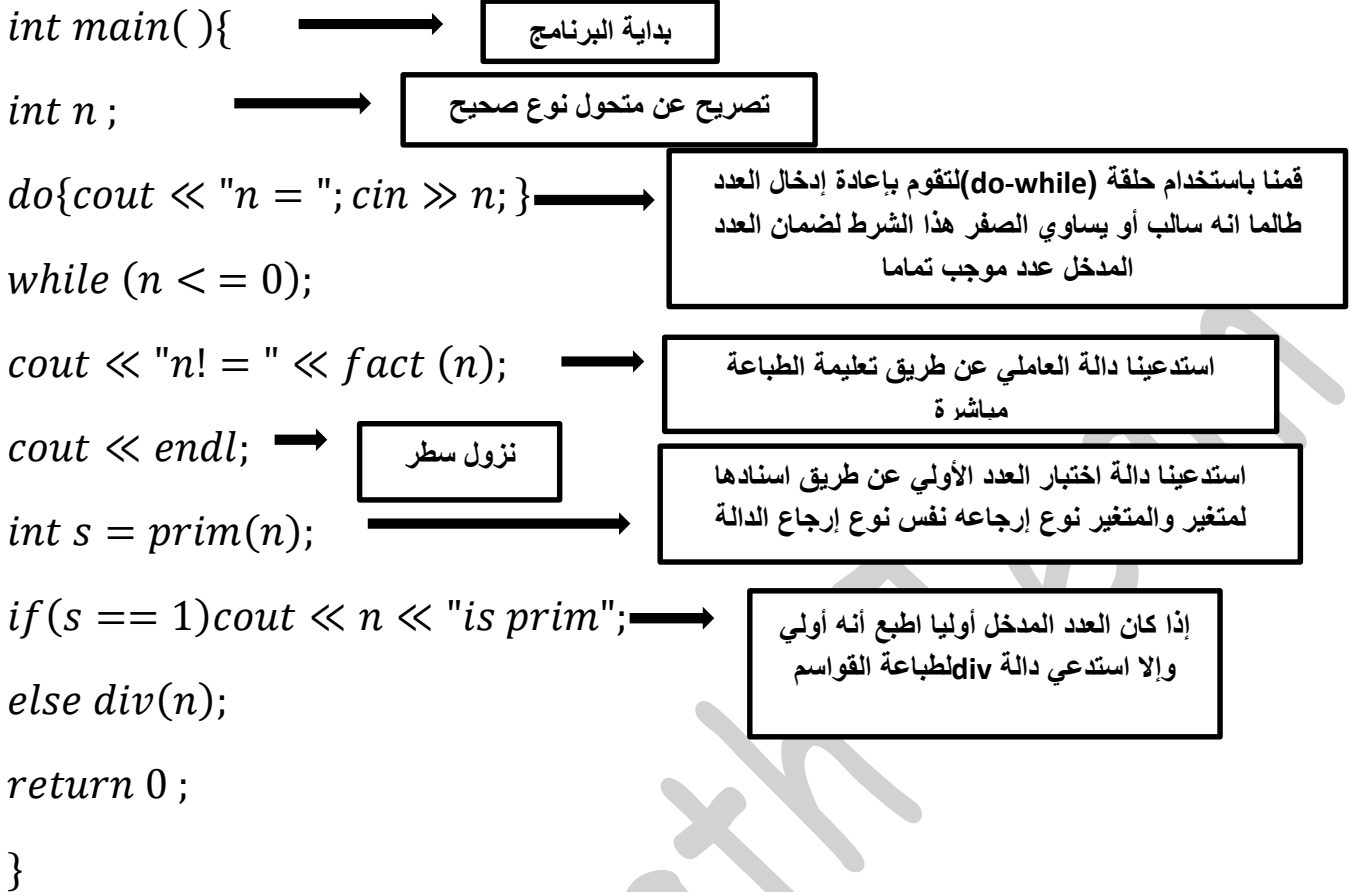 int main( ){
بداية البرنامج
int n ;
تصريح عن متحول نوع صحيح
do{cout ≪ "n = "; cin ≫ n; }
قمنا باستخدام حلقة (do-while)لتقوم بإعادة إدخال العدد
طالما انه سالب أو يساوي الصفر هذا الشرط لضمان العدد
المدخل عدد موجب تماما
while (n < = 0);
cout ≪ "n! = " ≪ fact (n);
استدعينا دالة العاملي عن طريق تعليمة الطباعة
مباشرة
cout ≪ endl;
نزول سطر
استدعينا دالة اختبار العدد الأولي عن طريق اسنادها
لمتغير والمتغير نوع إرجاعه نفس نوع إرجاع الدالة
int s = prim(n);
if(s == 1)cout ≪ n ≪ "is prim";
إذا كان العدد المدخل أوليا اطبع أنه أولي
وإلا استدعي دالة divلطباعة القواسم
else div(n);
return 0 ;
}